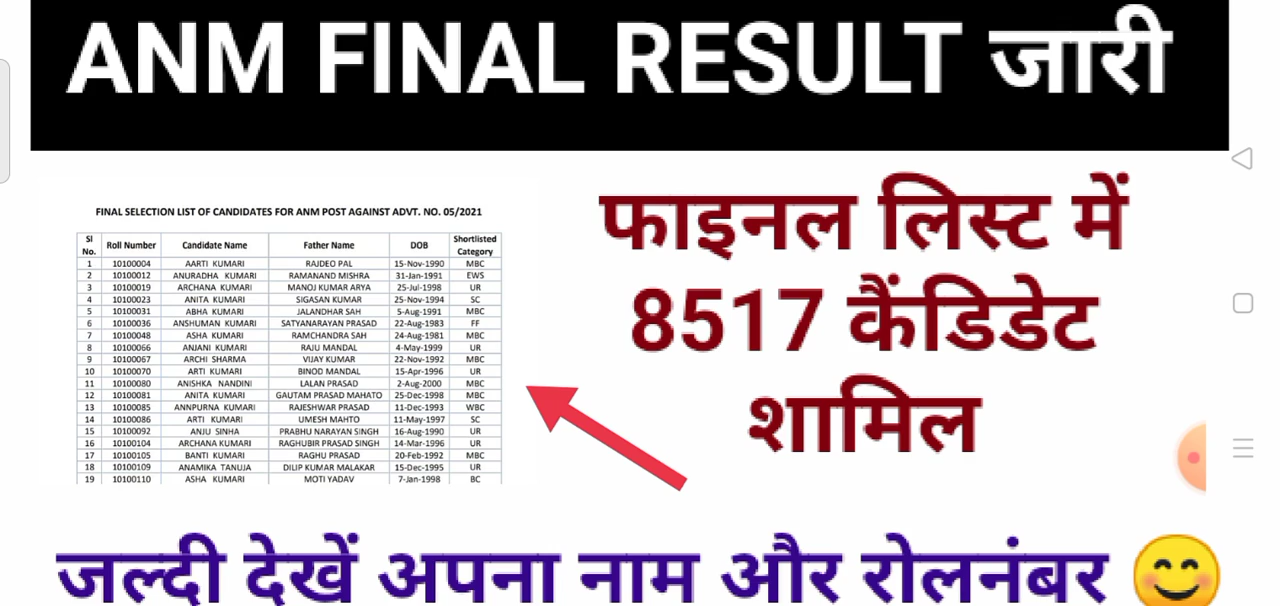 ANM FINAL RESULT जारी
FINAL SELECTION LIST OF CANDIDATES FOR ANM POST AGAINST ADVT. NO. 05/2021
Sl No. Roll Number Candidate Name Father Name DOB Shortlisted Category
1 10100004 AARTI KUMARI RAJDEO PAL 15-Nov-1990 MBC
2 10100012 ANURADHA KUMARI RAMANAND MISHRA 31-Jan-1991 EWS
3 10100019 ARCHANA KUMARI MANOJ KUMAR ARYA 25-Jul-1998 UR
4 10100023 ANITA KUMARI SIGASAN KUMAR 25-Nov-1994 SC
5 10100031 ABHA KUMARI JALANDHAR SAH 5-Aug-1991 MBC
6 10100036 ANSHUMAN KUMARI SATYANARAYAN PRASAD 22-Aug-1983 FF
7 10100048 ASHA KUMARI RAMCHANDRA SAH 24-Aug-1981 MBC
8 10100066 ANJANI KUMARI RAJU MANDAL 4-May-1999 UR
9 10100067 ARCHI SHARMA VIJAY KUMAR 22-Nov-1992 MBC
10 10100070 ARTI KUMARI BINOD MANDAL 15-Apr-1996 UR
11 10100080 ANISHKA NANDINI LALAN PRASAD 2-Aug-2000 MBC
12 10100081 ANITA KUMARI GAUTAM PRASAD MAHATO 25-Dec-1998 MBC
13 10100085 ANNPURNA KUMARI RAJESHWAR PRASAD 11-Dec-1993 WBC
14 10100086 ARTI KUMARI UMESH MAHTO 11-May-1997 SC
15 10100092 ANJU SINHA PRABHU NARAYAN SINGH 16-Aug-1990 UR
16 10100104 ARCHANA KUMARI RAGHUBIR PRASAD SINGH 14-Mar-1996 UR
17 10100105 BANTI KUMARI RAGHU PRASAD 20-Feb-1992 MBC
18 10100109 ANAMIKA TANUJA DILIP KUMAR MALAKAR 15-Dec-1995 UR
19 10100110 ASHA KUMARI MOTI YADAV 7-Jan-1998 BC
फाइनल लिस्ट में
8517 कैंडिडेट
शामिल
जल्दी देखें अपना नाम और रोलनंबर 😊